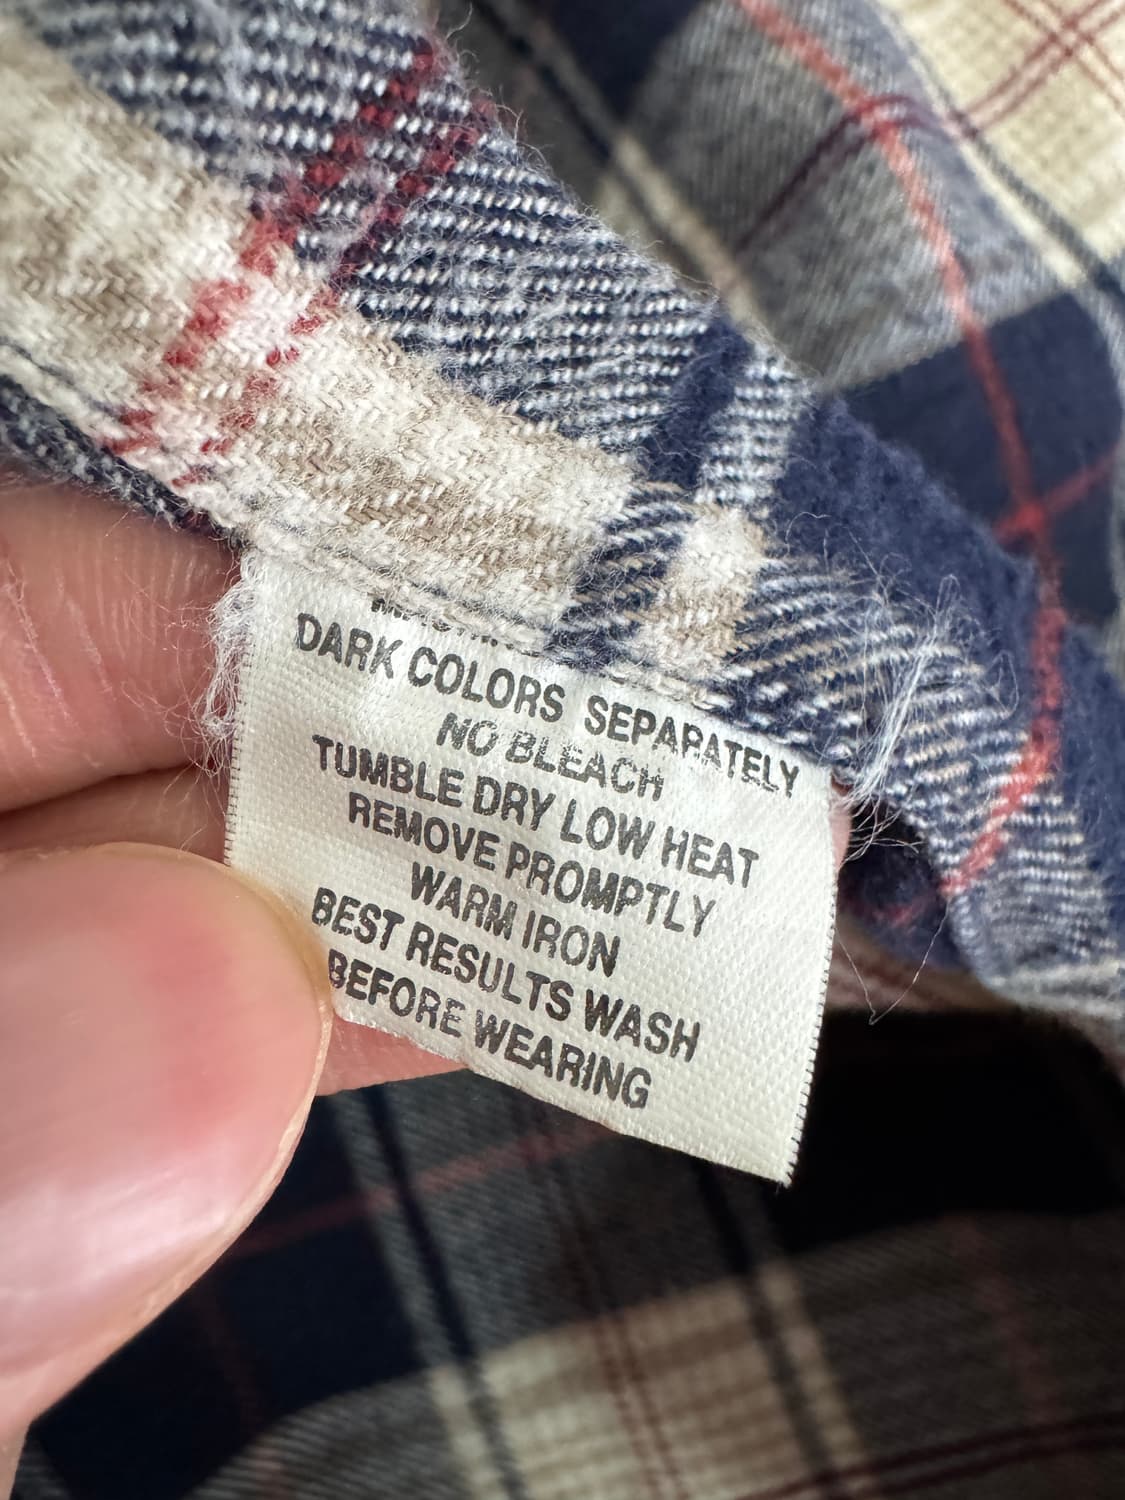 DARK COLORS SEPARATELY
NO BLEACH
TUMBLE DRY LOW HEAT
REMOVE PROMPTLY
WARM IRON
BEST RESULTS WASH
BEFORE WEARING